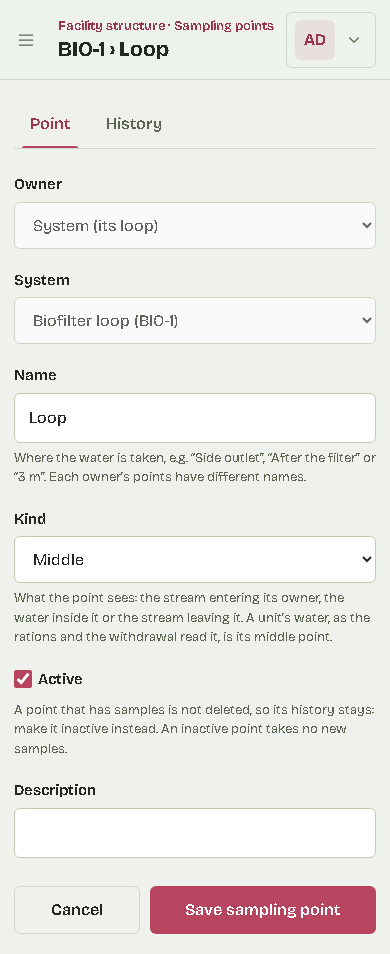 Facility structure · Sampling points
BIO-1 › Loop
AD
Point
History
Owner
System (its loop)
System
Biofilter loop (BIO-1)
Name
Loop
Where the water is taken, e.g. “Side outlet”, “After the filter” or
“3 m”. Each owner’s points have different names.
Kind
Middle
What the point sees: the stream entering its owner, the
water inside it or the stream leaving it. A unit’s water, as the
rations and the withdrawal read it, is its middle point.
Active
A point that has samples is not deleted, so its history stays:
make it inactive instead. An inactive point takes no new
samples.
Description
Cancel
Save sampling point